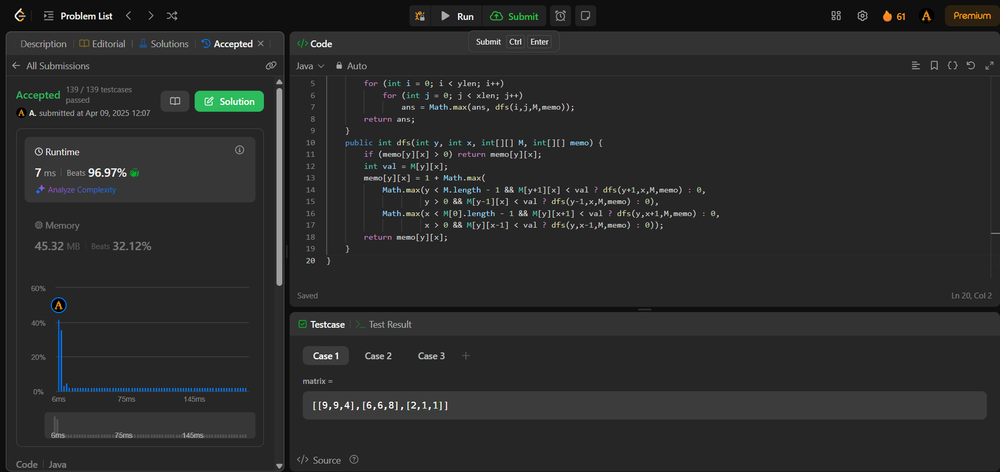 Problem List
Run
Submit
61
Premium
Description
Editorial
Solutions
Accepted
All Submissions
Accepted
139 / 139 testcases
passed
A. submitted at Apr 09, 2025 12:07
Solution
Runtime
7 ms
Beats 96.97%
Analyze Complexity
Memory
45.32 MB
Beats 32.12%
60%
40%
20%
0%
6ms
75ms
145ms
6ms
75ms
145ms
Code
Java
Code
Submit Ctrl Enter
Java
Auto
5 for (int i = 0; i < ylen; i++)
6 for (int j = 0; j < xlen; j++)
7 ans = Math.max(ans, dfs(i,j,M,memo));
8 return ans;
9 }
10 public int dfs(int y, int x, int[][] M, int[][] memo) {
11 if (memo[y][x] > 0) return memo[y][x];
12 int val = M[y][x];
13 memo[y][x] = 1 + Math.max(
14 Math.max(y < M.length - 1 && M[y+1][x] < val ? dfs(y+1,x,M,memo) : 0,
15 y > 0 && M[y-1][x] < val ? dfs(y-1,x,M,memo) : 0),
16 Math.max(x < M[0].length - 1 && M[y][x+1] < val ? dfs(y,x+1,M,memo) : 0,
17 x > 0 && M[y][x-1] < val ? dfs(y,x-1,M,memo) : 0));
18 return memo[y][x];
19 }
20 }
Saved
Ln 20, Col 2
Testcase
Test Result
Case 1
Case 2
Case 3
matrix =
[[9,9,4],[6,6,8],[2,1,1]]
Source